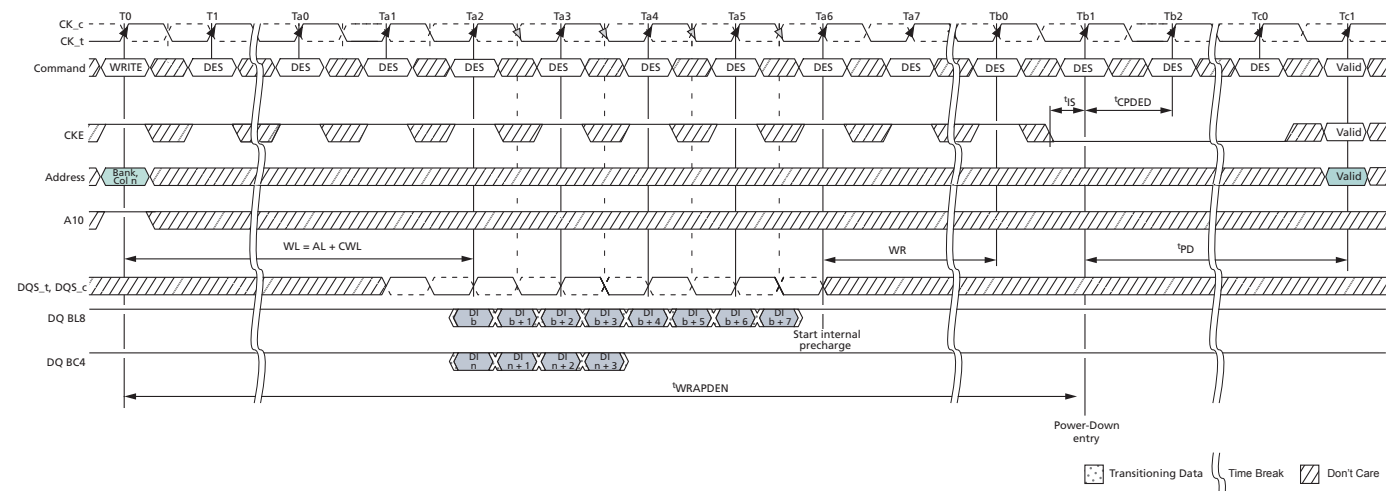 T0 T1 Ta0 Ta1 Ta2 Ta3 Ta4 Ta5 Ta6 Ta7 Tb0 Tb1 Tb2 Tc0 Tc1
CK_c
CK_t
Command WRITE DES DES DES DES DES DES DES DES DES DES DES DES DES Valid
tIS tCPDED
CKE Valid
Address Bank, Col n Valid
A10
WL = AL + CWL WR tPD
DQS_t, DQS_c
DQ BL8 DI b DI b + 1 DI b + 2 DI b + 3 DI b + 4 DI b + 5 DI b + 6 DI b + 7
Start internal
precharge
DQ BC4 DI n DI n + 1 DI n + 2 DI n + 3
tWRAPDEN
Power-Down
entry
Transitioning Data Time Break Don't Care